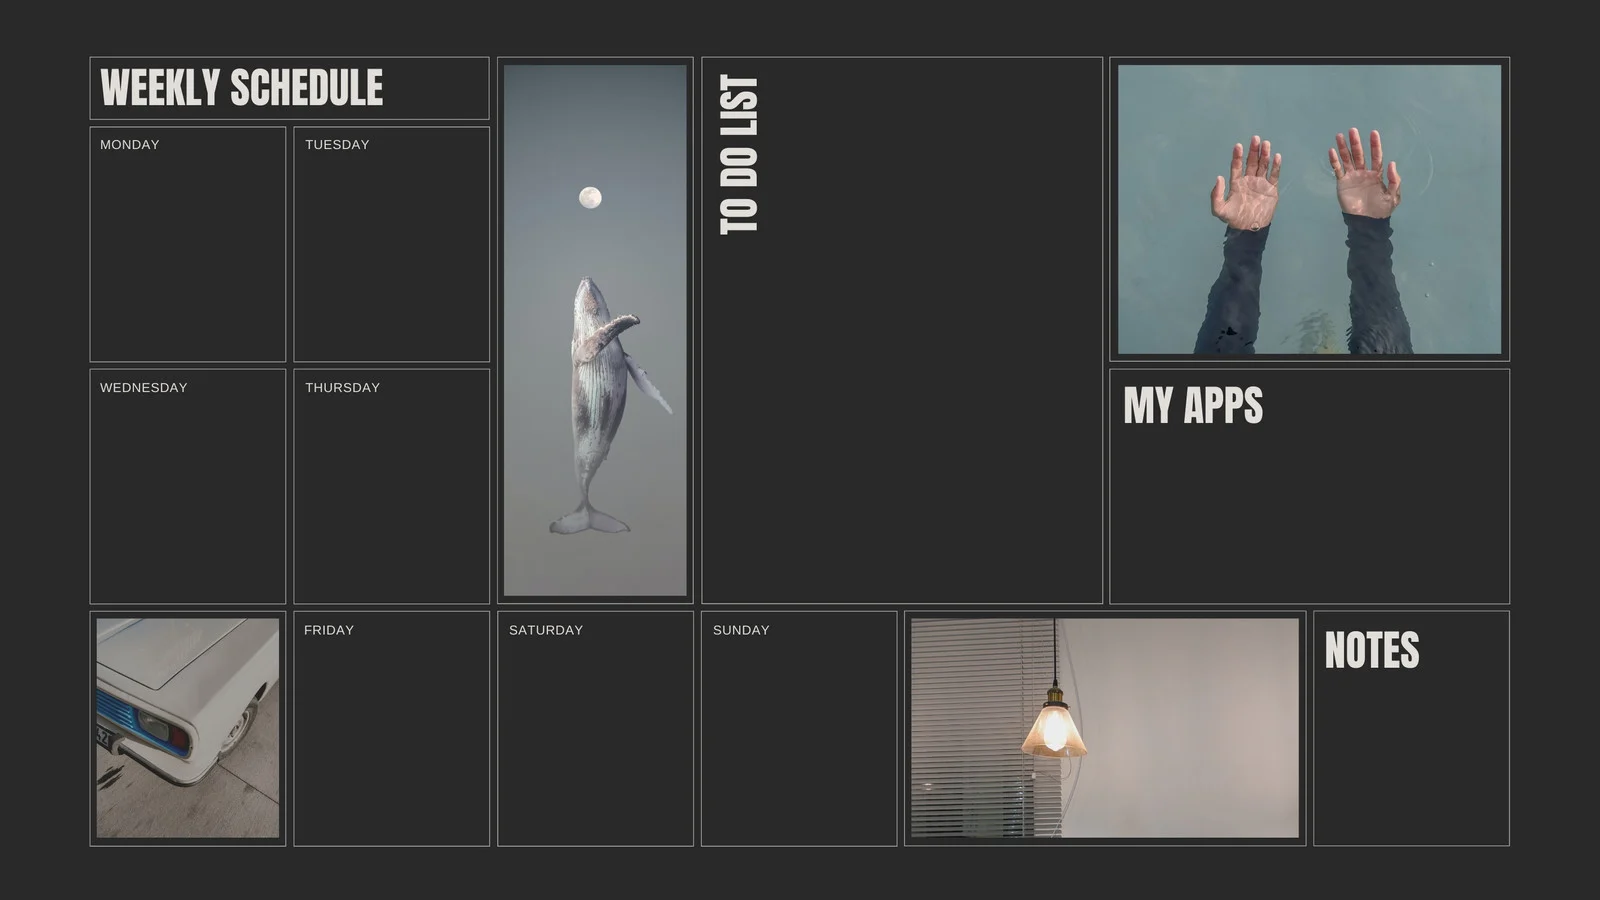 WEEKLY SCHEDULE
MONDAY
TUESDAY
WEDNESDAY
THURSDAY
FRIDAY
SATURDAY
SUNDAY
TO DO LIST
MY APPS
NOTES